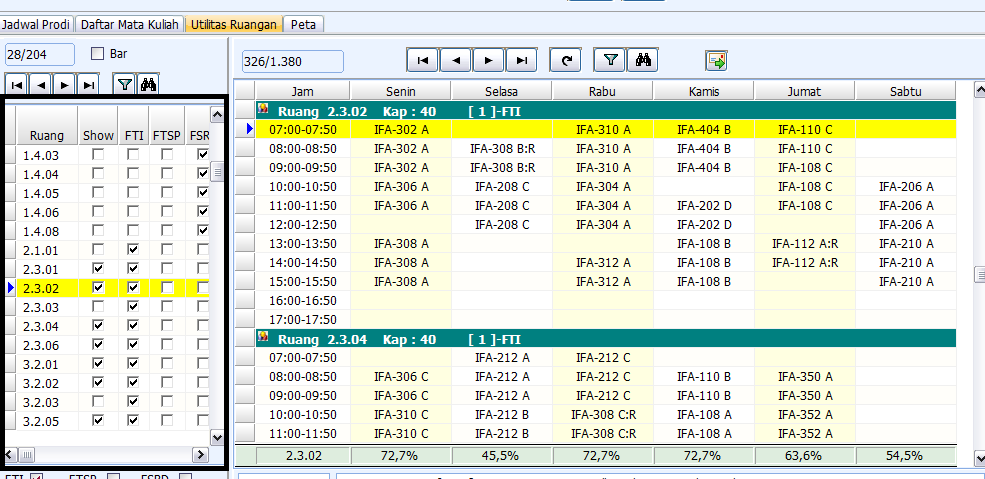 Jadwal Prodi Daftar Mata Kuliah Utilitas Ruangan Peta
28/204 Bar
326/1.380
Ruang Show FTI FTSP FSR
1.4.03
1.4.04
1.4.05
1.4.06
1.4.08
2.1.01
2.3.01
2.3.02
2.3.03
2.3.04
2.3.06
3.2.01
3.2.02
3.2.03
3.2.05
FTI FTSP FSRD
Jam Senin Selasa Rabu Kamis Jumat Sabtu
Ruang 2.3.02 Kap : 40 [ 1 ]-FTI
07:00-07:50 IFA-302 A IFA-310 A IFA-404 B IFA-110 C
08:00-08:50 IFA-302 A IFA-308 B:R IFA-310 A IFA-404 B IFA-110 C
09:00-09:50 IFA-302 A IFA-308 B:R IFA-310 A IFA-404 B IFA-108 C
10:00-10:50 IFA-306 A IFA-208 C IFA-304 A IFA-108 C IFA-206 A
11:00-11:50 IFA-306 A IFA-208 C IFA-304 A IFA-202 D IFA-108 C IFA-206 A
12:00-12:50 IFA-208 C IFA-304 A IFA-202 D IFA-206 A
13:00-13:50 IFA-308 A IFA-108 B IFA-112 A:R IFA-210 A
14:00-14:50 IFA-308 A IFA-312 A IFA-108 B IFA-112 A:R IFA-210 A
15:00-15:50 IFA-308 A IFA-312 A IFA-108 B IFA-210 A
16:00-16:50
17:00-17:50
Ruang 2.3.04 Kap : 40 [ 1 ]-FTI
07:00-07:50 IFA-212 A IFA-212 C
08:00-08:50 IFA-306 C IFA-212 A IFA-212 C IFA-110 B IFA-350 A
09:00-09:50 IFA-306 C IFA-212 A IFA-212 C IFA-110 B IFA-350 A
10:00-10:50 IFA-310 C IFA-212 B IFA-308 C:R IFA-108 A IFA-352 A
11:00-11:50 IFA-310 C IFA-212 B IFA-308 C:R IFA-108 A IFA-352 A
2.3.02 72,7% 45,5% 72,7% 72,7% 63,6% 54,5%